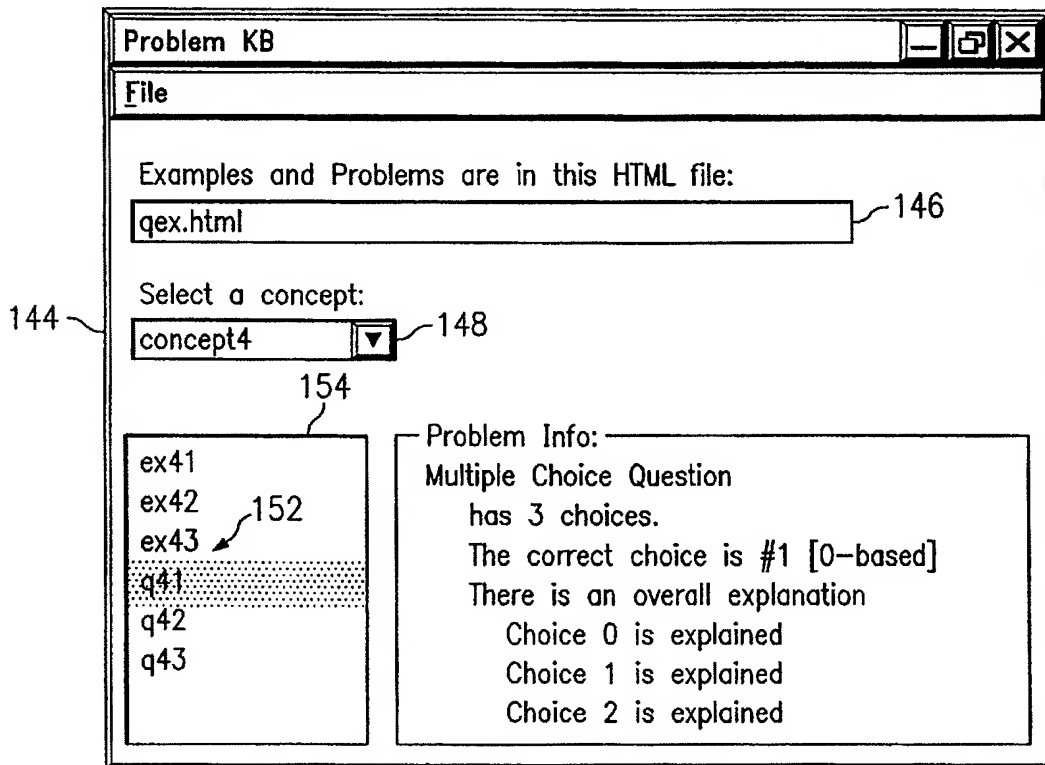 Problem KB
File
Examples and Problems are in this HTML file:
qex.html
146
Select a concept:
144
concept4
148
154
ex41
ex42
ex43
152
q41
q42
q43
Problem Info:
Multiple Choice Question
has 3 choices.
The correct choice is #1 [0-based]
There is an overall explanation
Choice 0 is explained
Choice 1 is explained
Choice 2 is explained